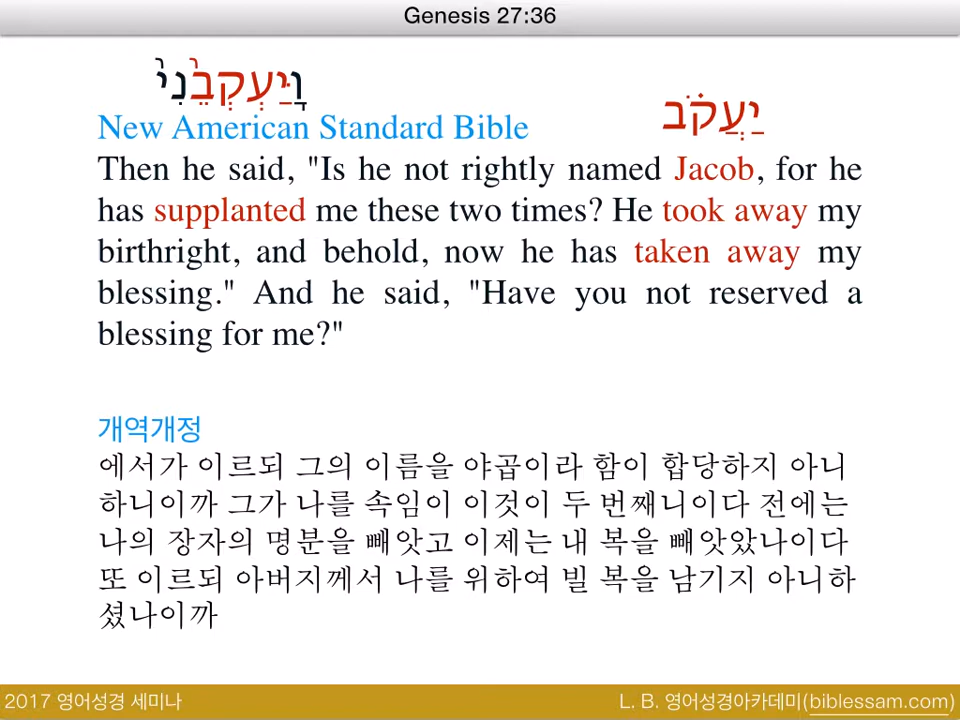 Genesis 27:36
וַֽיַּעְקְבֵ֙נִי֙
יַעֲקֹב
New American Standard Bible
Then he said, "Is he not rightly named Jacob, for he
has supplanted me these two times? He took away my
birthright, and behold, now he has taken away my
blessing." And he said, "Have you not reserved a
blessing for me?"
개역개정
에서가 이르되 그의 이름을 야곱이라 함이 합당하지 아니
하니이까 그가 나를 속임이 이것이 두 번째니이다 전에는
나의 장자의 명분을 빼앗고 이제는 내 복을 빼앗았나이다
또 이르되 아버지께서 나를 위하여 빌 복을 남기지 아니하
셨나이까
2017 영어성경 세미나
L. B. 영어성경아카데미(biblessam.com)